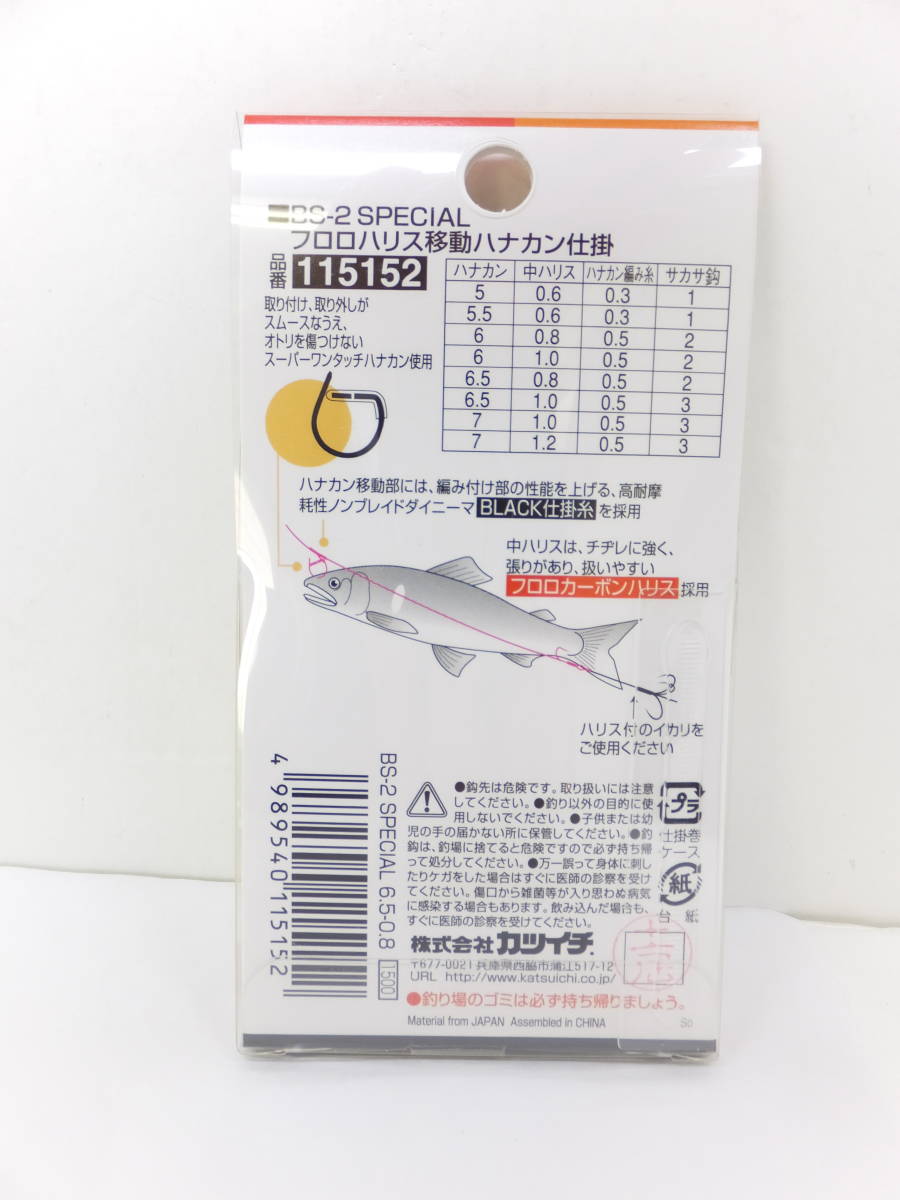 BS-2 SPECIAL
フロロハリス移動ハナカン仕掛
品番 115152
取り付け、取り外しが
スムースなうえ、
オトリを傷つけない
スーパーワンタッチハナカン使用
ハナカン 中ハリス ハナカン編み糸 サカサ鈎
5 0.6 0.3 1
5.5 0.6 0.3 1
6 0.8 0.5 2
6 1.0 0.5 2
6.5 0.8 0.5 2
6.5 1.0 0.5 3
7 1.0 0.5 3
7 1.2 0.5 3
ハナカン移動部には、編み付け部の性能を上げる、高耐摩
耗性ノンブレイドダイニーマ BLACK仕掛糸 を採用
中ハリスは、チヂレに強く、
張りがあり、扱いやすい
フロロカーボンハリス 採用
ハリス付のイカリを
ご使用ください
4 989540 115152
BS-2 SPECIAL 6.5-0.8
1500
●鈎先は危険です。取り扱いには注意
してください。●釣り以外の目的に使
用しないでください。●子供または幼
児の手の届かない所に保管してください。●釣
鈎は、釣場に捨てると危険ですので必ず持ち帰
って処分してください。●万一誤って身体に刺し
たりケガをした場合はすぐに医師の診察を受け
てください。傷口から雑菌等が入り思わぬ病気
に感染する場合もあります。飲み込んだ場合も、
すぐに医師の診察を受けてください。
プラ
仕掛巻
ケース
紙
台紙
株式会社カツイチ
〒677-0021 兵庫県西脇市蒲江517-12
URL http://www.katsuichi.co.jp/
●釣り場のゴミは必ず持ち帰りましょう。
Material from JAPAN Assembled in CHINA